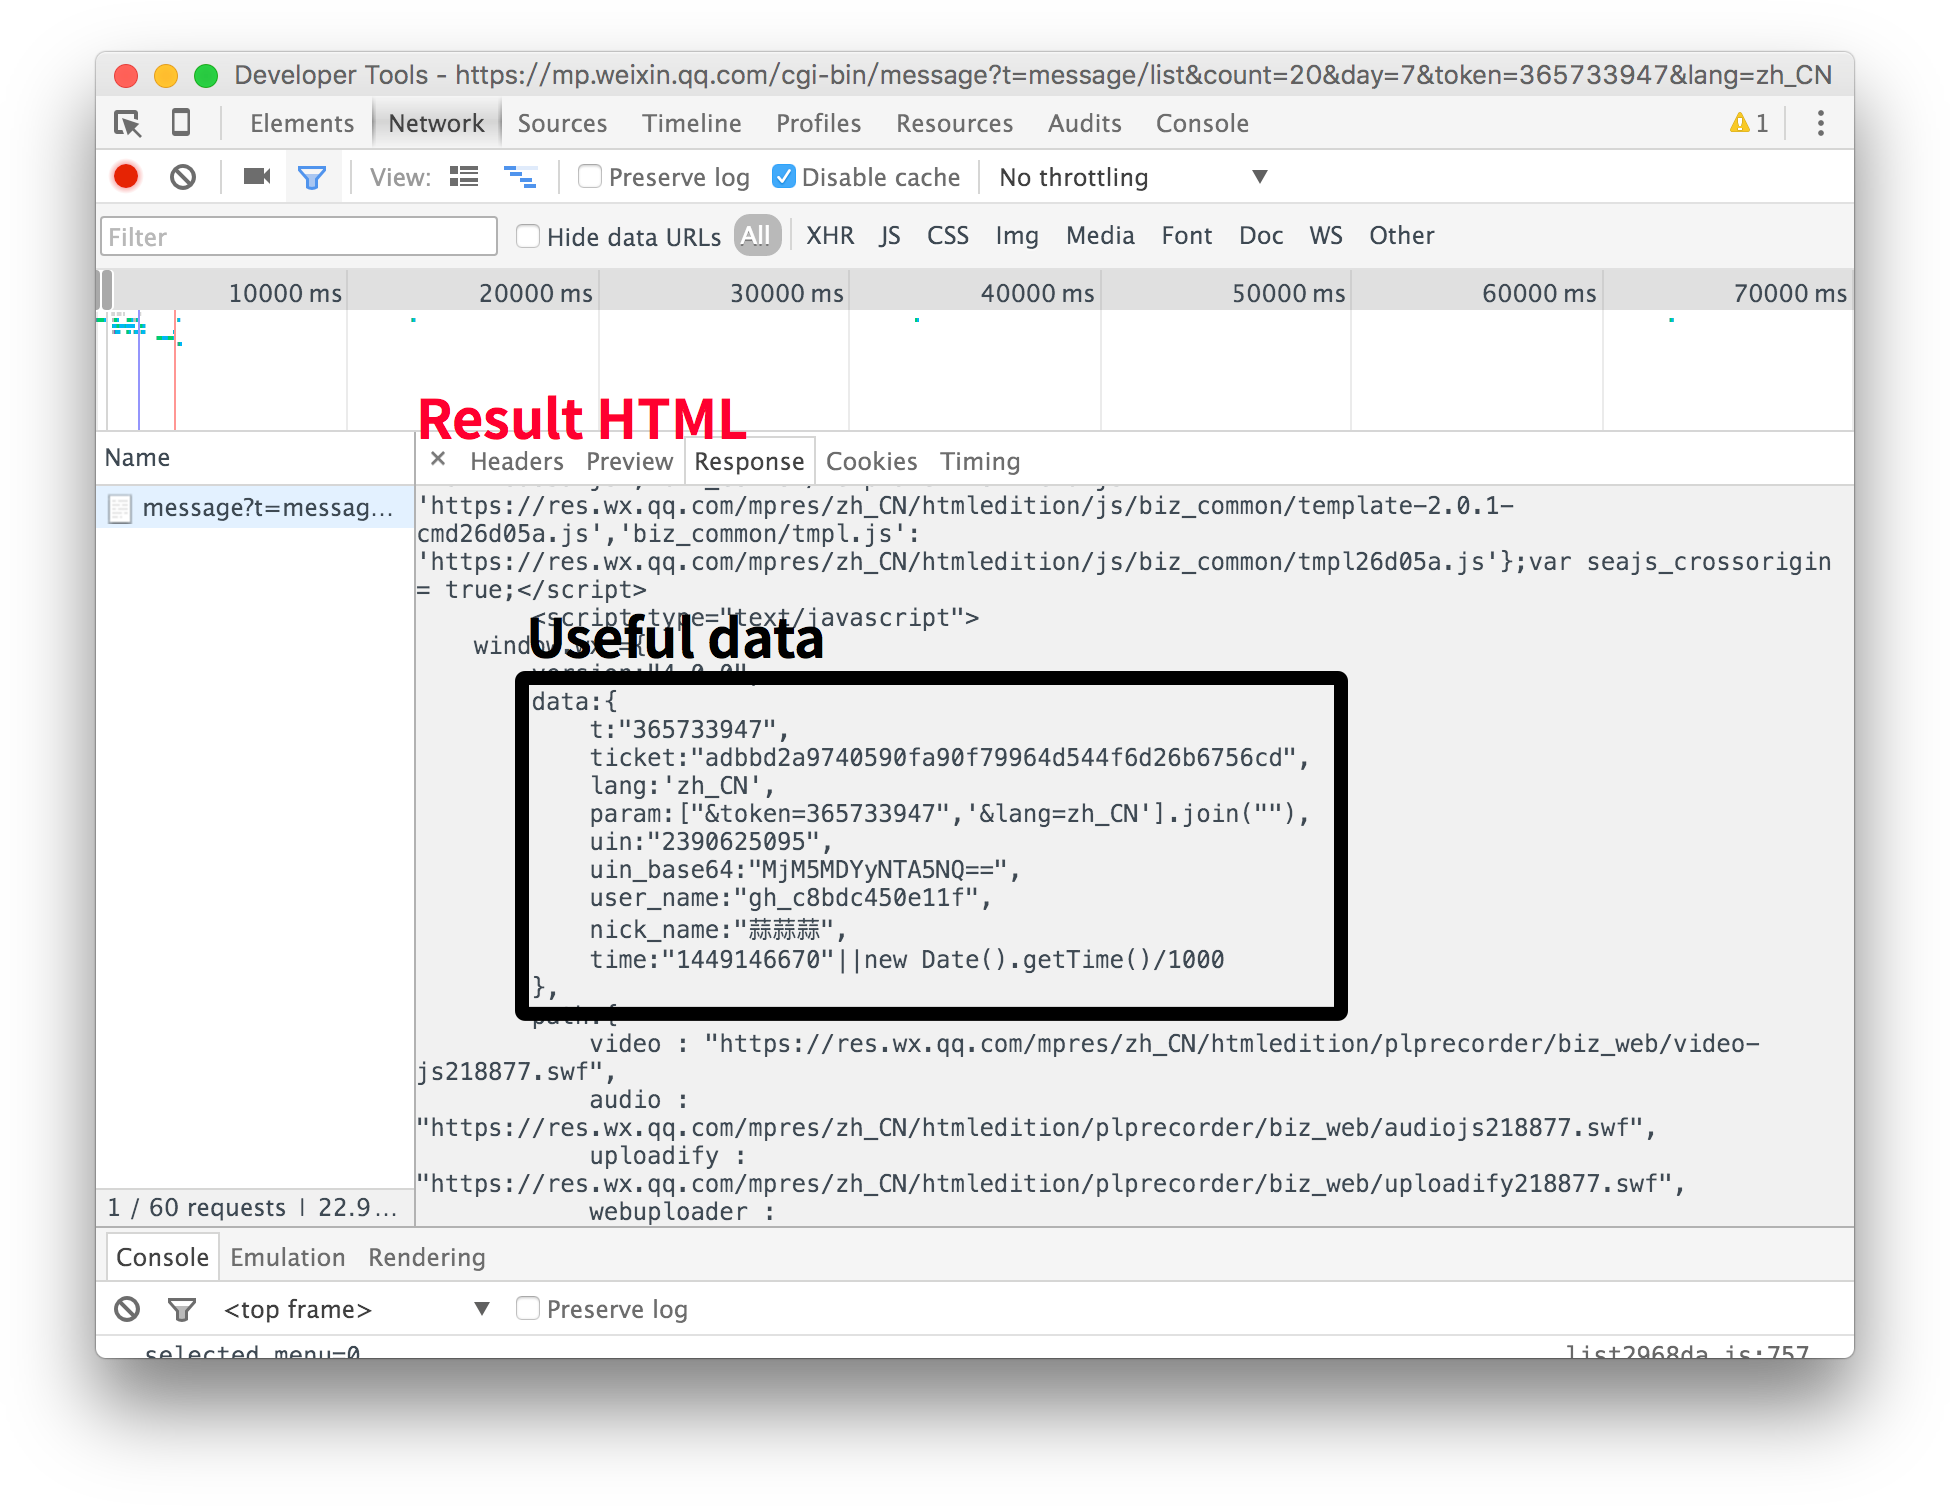 Developer Tools - https://mp.weixin.qq.com/cgi-bin/message?t=message/list&count=20&day=7&token=365733947&lang=zh_CN
Elements Network Sources Timeline Profiles Resources Audits Console 1
View: Preserve log Disable cache No throttling
Filter Hide data URLs All XHR JS CSS Img Media Font Doc WS Other
10000 ms 20000 ms 30000 ms 40000 ms 50000 ms 60000 ms 70000 ms
Result HTML
Name
× Headers Preview Response Cookies Timing
message?t=messag...
'https://res.wx.qq.com/mpres/zh_CN/htmledition/js/biz_common/template-2.0.1-
cmd26d05a.js','biz_common/tmpl.js':
'https://res.wx.qq.com/mpres/zh_CN/htmledition/js/biz_common/tmpl26d05a.js'};var seajs_crossorigin
= true;</script>
<script type="text/javascript">
Useful data
window.wx ={
version:"4.0.0",
data:{
t:"365733947",
ticket:"adbbd2a9740590fa90f79964d544f6d26b6756cd",
lang:'zh_CN',
param:["&token=365733947",'&lang=zh_CN'].join(""),
uin:"2390625095",
uin_base64:"MjM5MDYyNTA5NQ==",
user_name:"gh_c8bdc450e11f",
nick_name:"蒜蒜蒜",
time:"1449146670"||new Date().getTime()/1000
},
path:{
video : "https://res.wx.qq.com/mpres/zh_CN/htmledition/plprecorder/biz_web/video-
js218877.swf",
audio :
"https://res.wx.qq.com/mpres/zh_CN/htmledition/plprecorder/biz_web/audiojs218877.swf",
uploadify :
"https://res.wx.qq.com/mpres/zh_CN/htmledition/plprecorder/biz_web/uploadify218877.swf",
webuploader :
1 / 60 requests | 22.9...
Console Emulation Rendering
<top frame> Preserve log
selected menu=0 list2968da.js:757